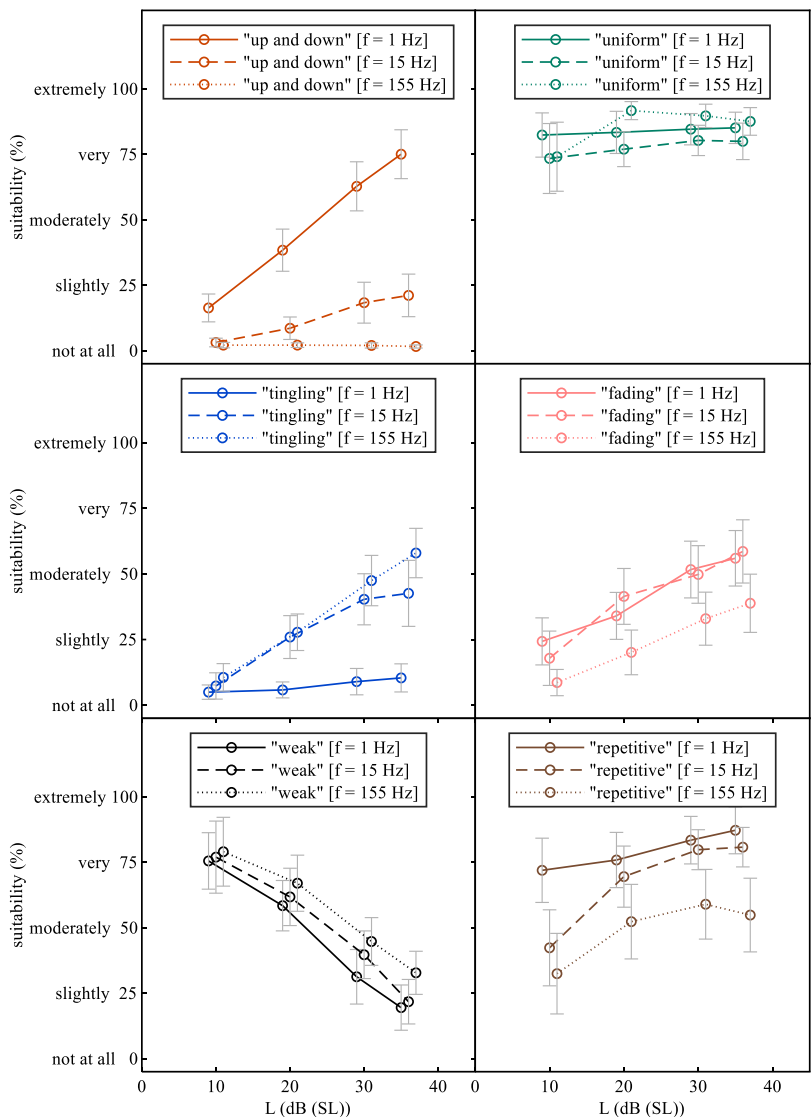 "up and down" [f = 1 Hz]
"up and down" [f = 15 Hz]
"up and down" [f = 155 Hz]
"uniform" [f = 1 Hz]
"uniform" [f = 15 Hz]
"uniform" [f = 155 Hz]
extremely 100
very 75
moderately 50
slightly 25
not at all 0
suitability (%)
"tingling" [f = 1 Hz]
"tingling" [f = 15 Hz]
"tingling" [f = 155 Hz]
"fading" [f = 1 Hz]
"fading" [f = 15 Hz]
"fading" [f = 155 Hz]
extremely 100
very 75
moderately 50
slightly 25
not at all 0
suitability (%)
"weak" [f = 1 Hz]
"weak" [f = 15 Hz]
"weak" [f = 155 Hz]
"repetitive" [f = 1 Hz]
"repetitive" [f = 15 Hz]
"repetitive" [f = 155 Hz]
extremely 100
very 75
moderately 50
slightly 25
not at all 0
suitability (%)
0 10 20 30 40
0 10 20 30 40
L (dB (SL))
L (dB (SL))